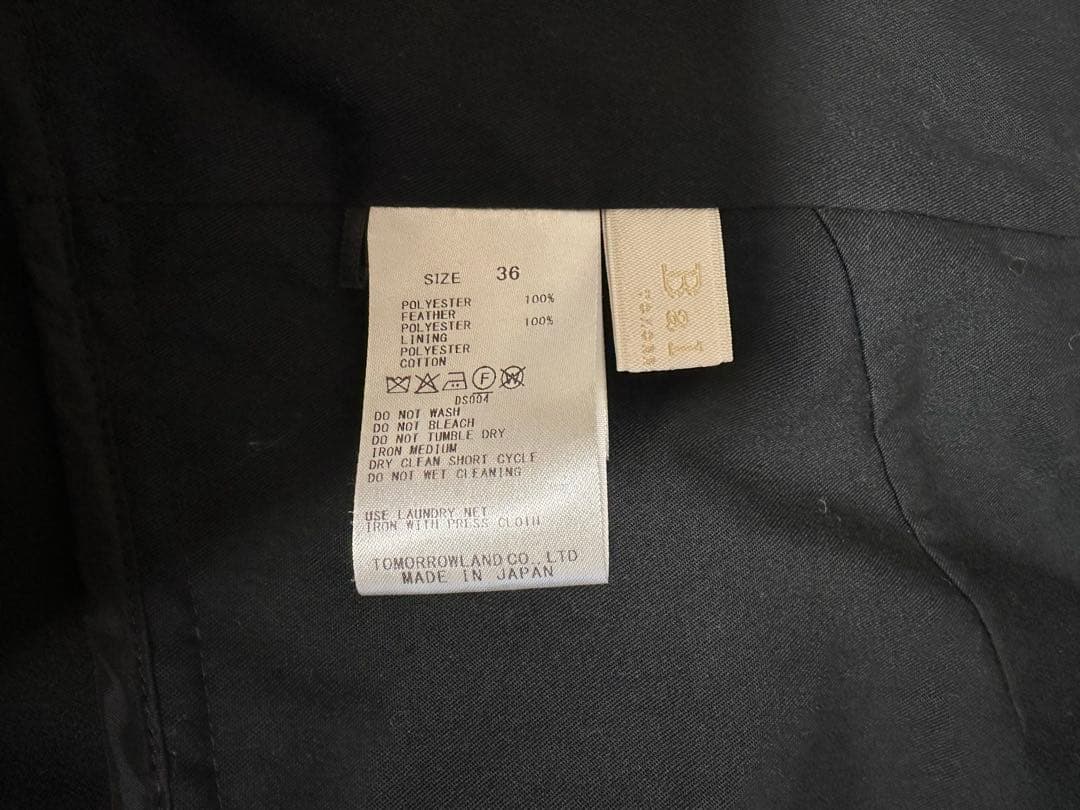 SIZE 36
POLYESTER 100%
FEATHER
POLYESTER 100%
LINING
POLYESTER
COTTON
F
W
DS004
DO NOT WASH
DO NOT BLEACH
DO NOT TUMBLE DRY
IRON MEDIUM
DRY CLEAN SHORT CYCLE
DO NOT WET CLEANING
USE LAUNDRY NET
IRON WITH PRESS CLOTH
TOMORROWLAND CO., LTD
MADE IN JAPAN